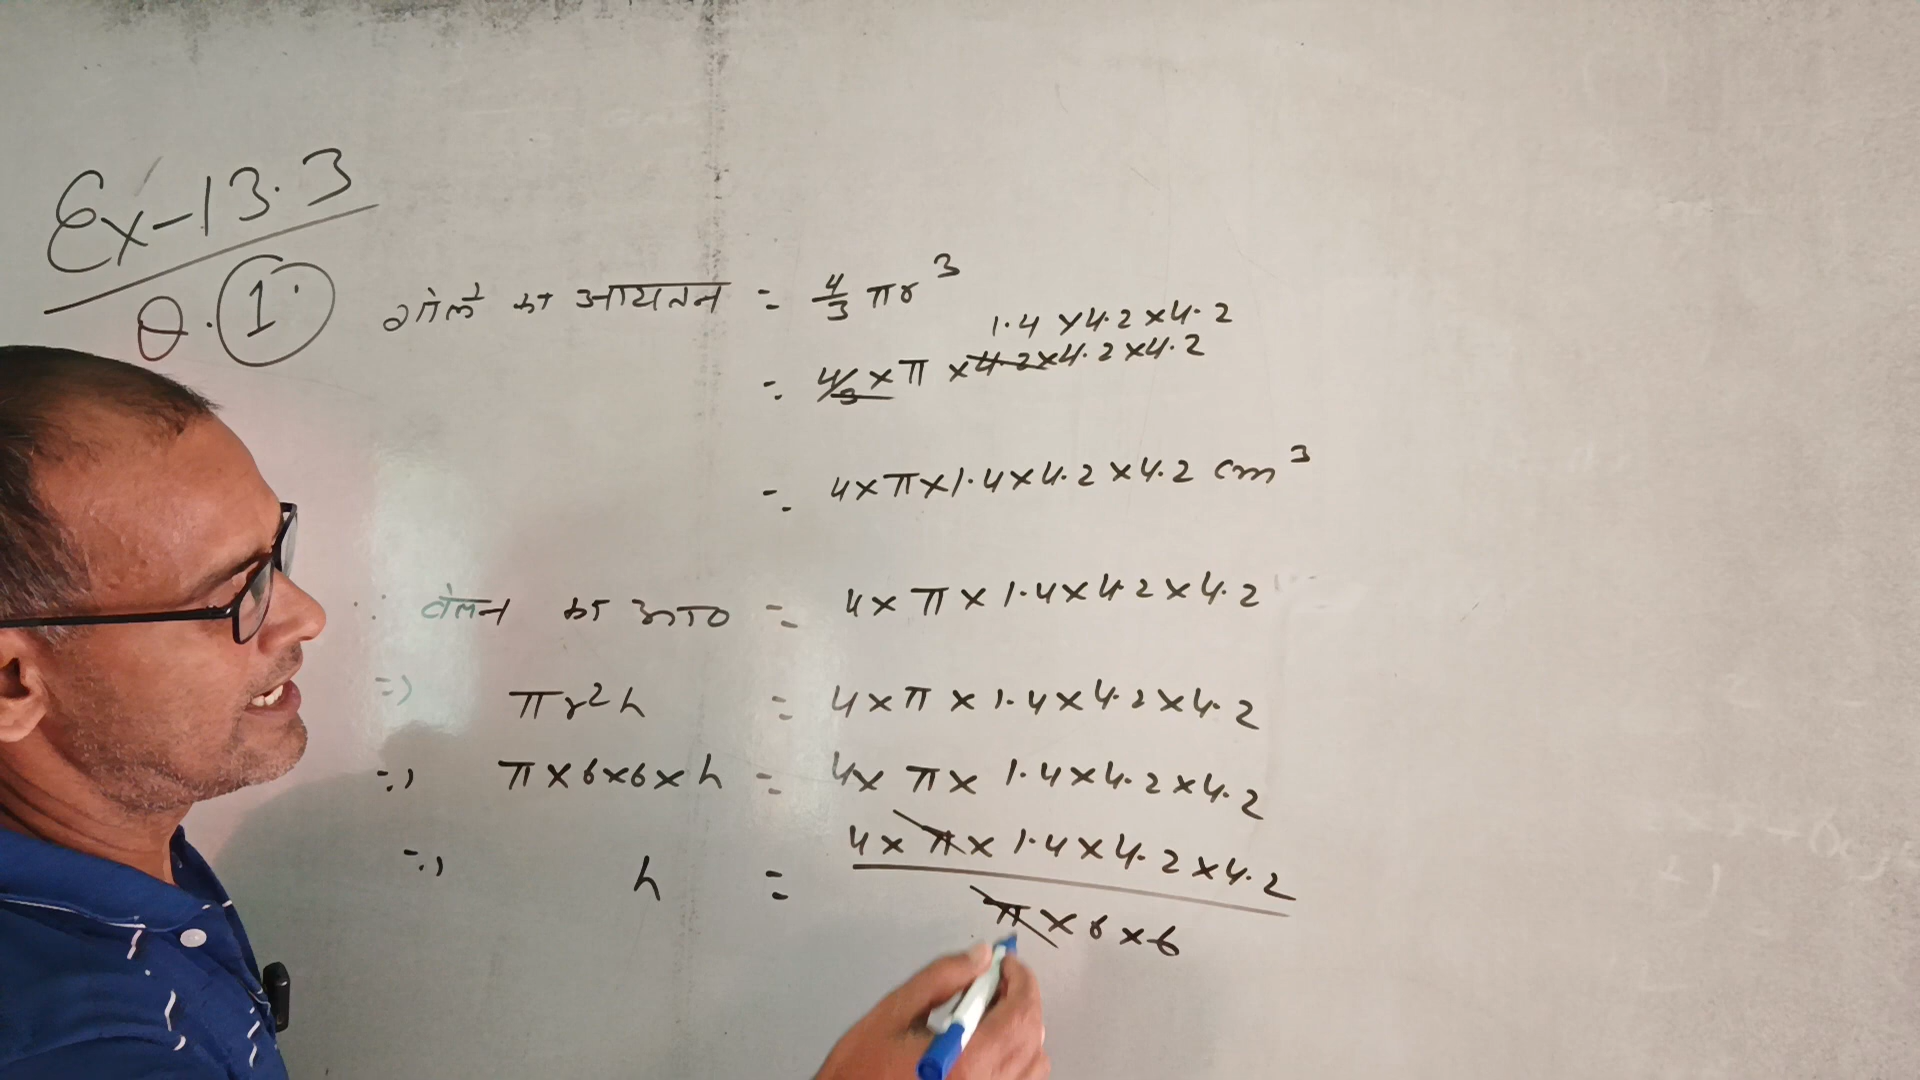 Ex-13.3
Q. 1.
गोले का आयतन = 4/3 πr³
1.4 × 4.2 × 4.2
= 4/3 × π × 4.2 × 4.2 × 4.2
= 4 × π × 1.4 × 4.2 × 4.2 cm³
∴ बेलन का आ० = 4 × π × 1.4 × 4.2 × 4.2
⇒ πr²h = 4 × π × 1.4 × 4.2 × 4.2
⇒ π × 6 × 6 × h = 4 × π × 1.4 × 4.2 × 4.2
⇒ h = 4 × π × 1.4 × 4.2 × 4.2
π × 6 × 6